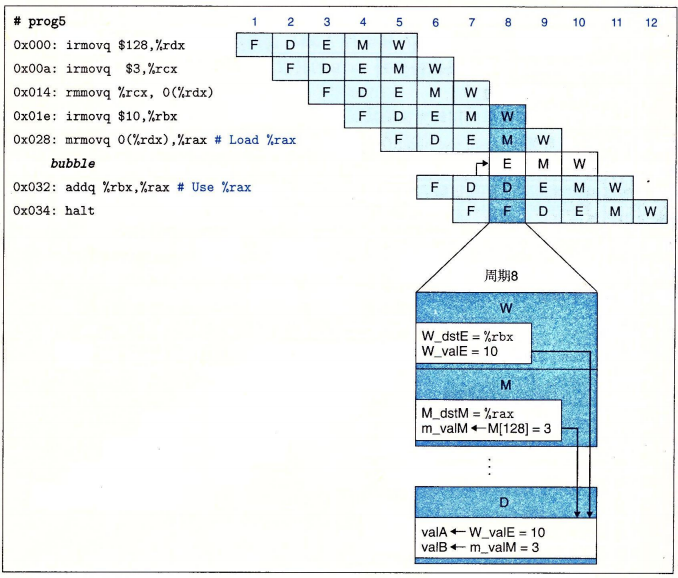 # prog5 1 2 3 4 5 6 7 8 9 10 11 12
0x000: irmovq $128,%rdx F D E M W
0x00a: irmovq $3,%rcx F D E M W
0x014: rmmovq %rcx, 0(%rdx) F D E M W
0x01e: irmovq $10,%rbx F D E M W
0x028: mrmovq 0(%rdx),%rax # Load %rax F D E M W
bubble E M W
0x032: addq %rbx,%rax # Use %rax F D D E M W
0x034: halt F F D E M W
周期8
W
W_dstE = %rbx
W_valE = 10
M
M_dstM = %rax
m_valM ← M[128] = 3
⋮
D
valA ← W_valE = 10
valB ← m_valM = 3